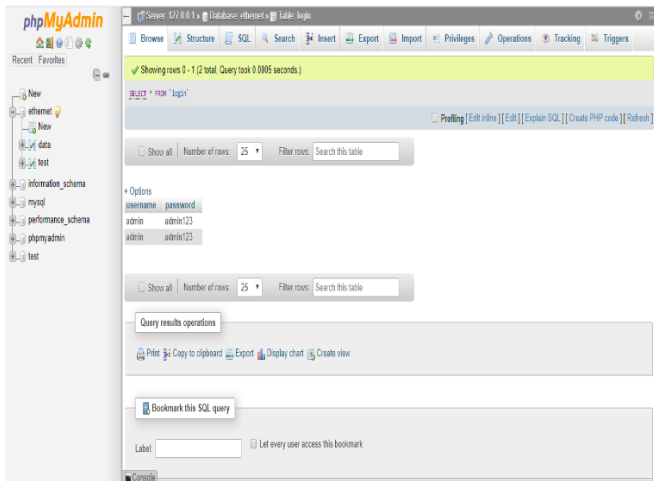 phpMyAdmin
Recent Favorites
New
ethernet
New
data
test
information_schema
mysql
performance_schema
phpmyadmin
test
Server: 127.0.0.1 » Database: ethernet » Table: login
Browse Structure SQL Search Insert Export Import Privileges Operations Tracking Triggers
Showing rows 0 - 1 (2 total, Query took 0.0005 seconds.)
SELECT * FROM `login`
Profiling [ Edit inline ] [ Edit ] [ Explain SQL ] [ Create PHP code ] [ Refresh ]
Show all Number of rows: 25 Filter rows: Search this table
+ Options
username password
admin admin123
admin admin123
Show all Number of rows: 25 Filter rows: Search this table
Query results operations
Print Copy to clipboard Export Display chart Create view
Bookmark this SQL query
Label: Let every user access this bookmark
Console